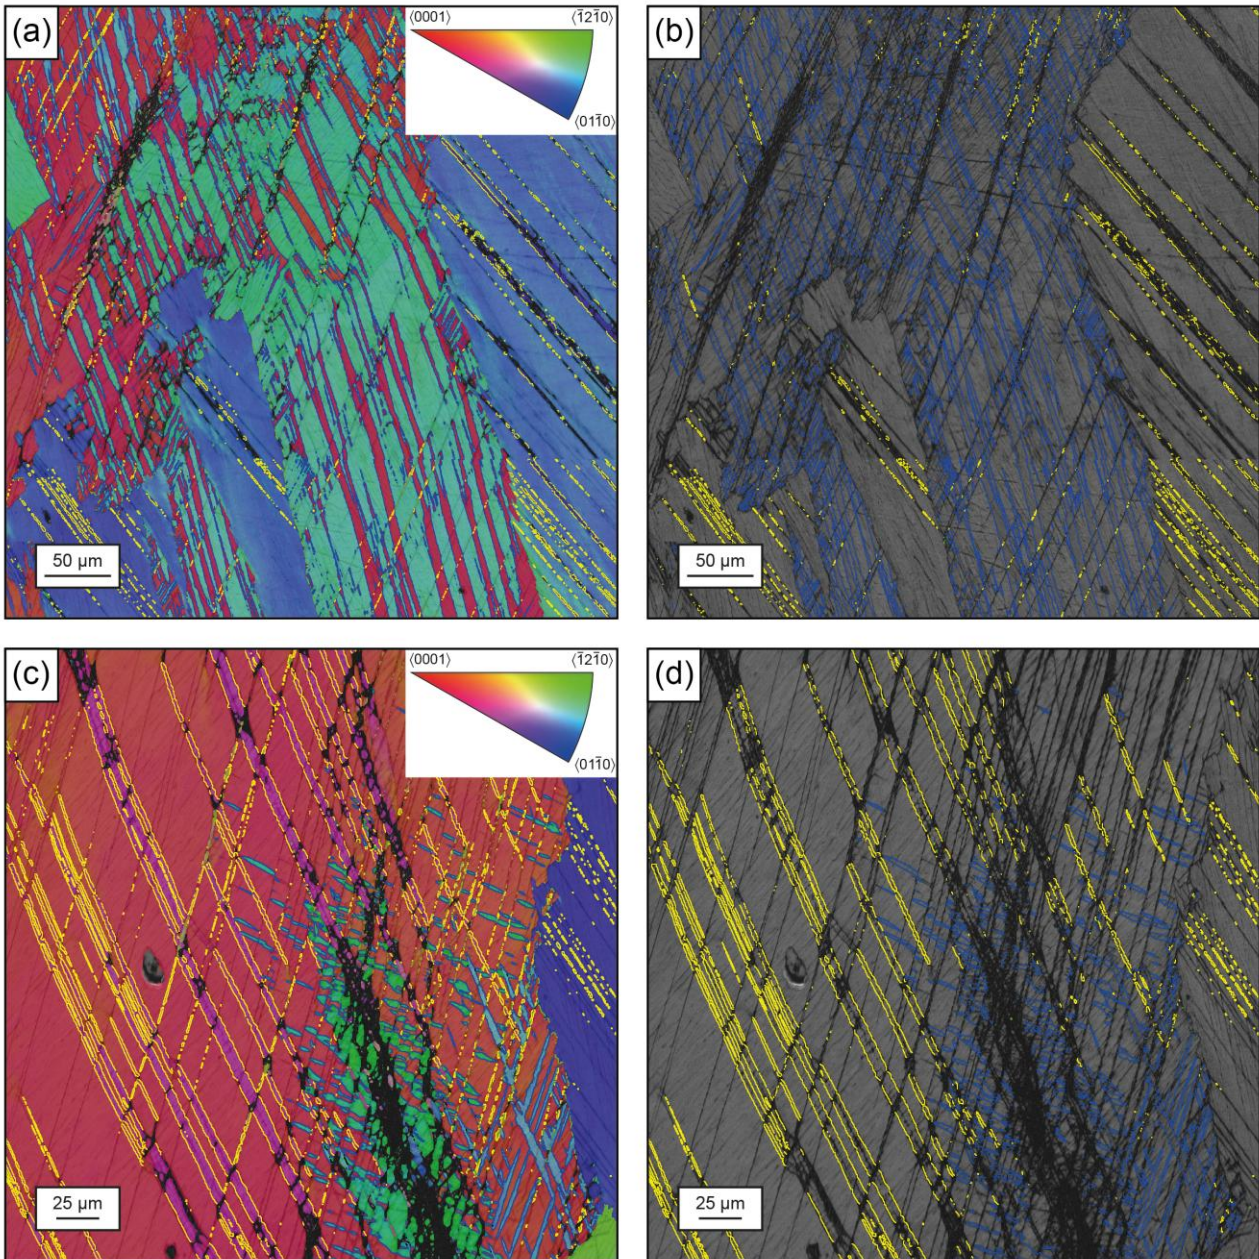 (a)
⟨0001⟩ ⟨1̄21̄0⟩
⟨011̄0⟩
50 µm
(b)
50 µm
(c)
⟨0001⟩ ⟨1̄21̄0⟩
⟨011̄0⟩
25 µm
(d)
25 µm